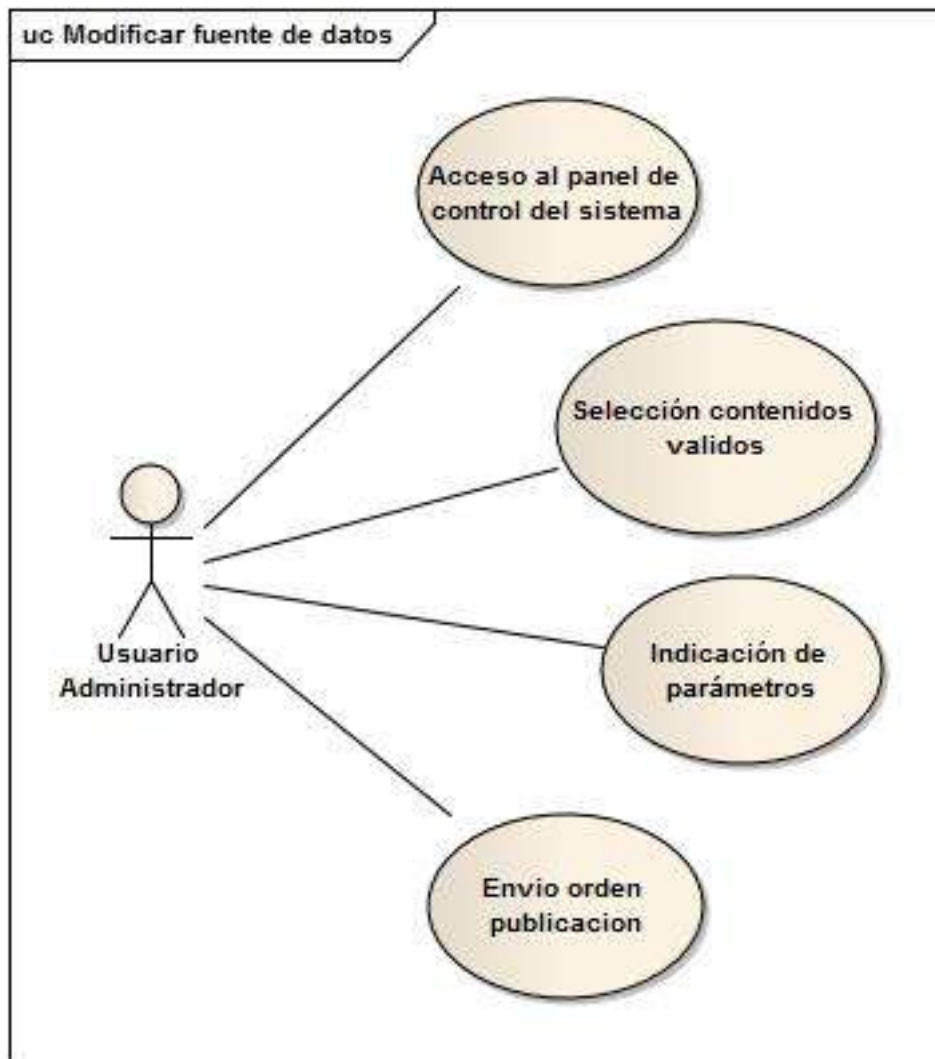 uc Modificar fuente de datos
Acceso al panel de
control del sistema
Selección contenidos
validos
Usuario
Administrador
Indicación de
parámetros
Envio orden
publicacion